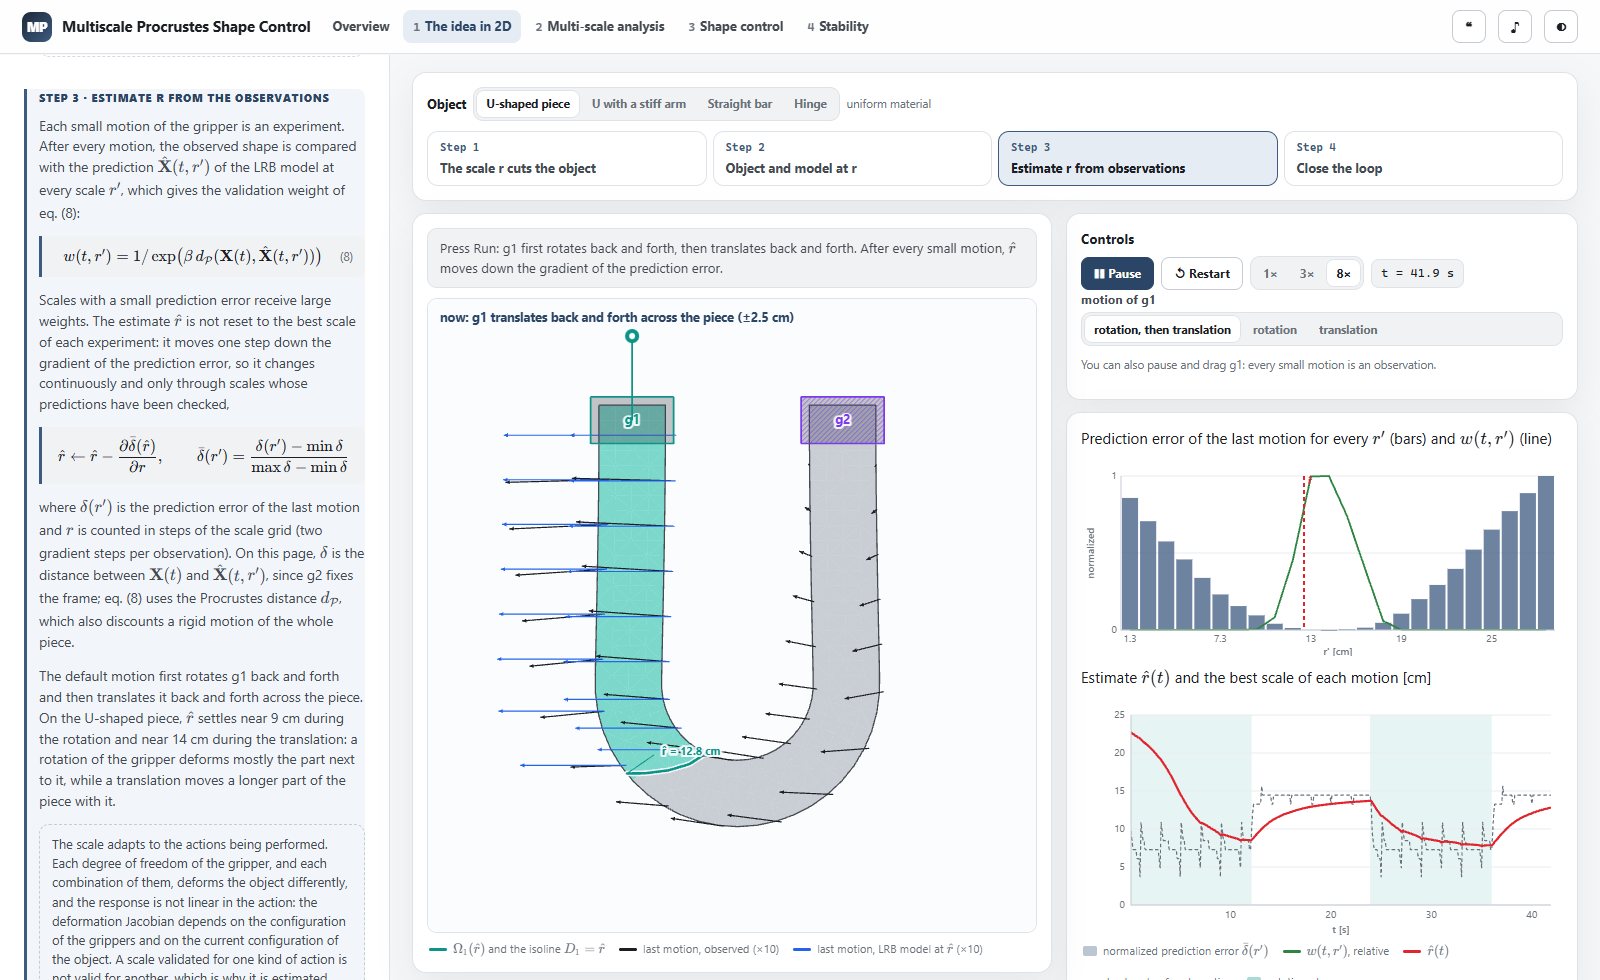 MP Multiscale Procrustes Shape Control Overview 1 The idea in 2D 2 Multi-scale analysis 3 Shape control 4 Stability
STEP 3 · ESTIMATE R FROM THE OBSERVATIONS
Each small motion of the gripper is an experiment.
After every motion, the observed shape is compared
with the prediction X̂(t, r′) of the LRB model at
every scale r′, which gives the validation weight of
eq. (8):
w(t, r′) = 1/ exp(β d𝒫(X(t), X̂(t, r′))) (8)
Scales with a small prediction error receive large
weights. The estimate r̂ is not reset to the best scale
of each experiment: it moves one step down the
gradient of the prediction error, so it changes
continuously and only through scales whose
predictions have been checked,
r̂ ← r̂ − ∂δ̄(r̂)/∂r, δ̄(r′) = (δ(r′) − min δ)/(max δ − min δ)
where δ̄(r′) is the prediction error of the last motion
and r is counted in steps of the scale grid (two
gradient steps per observation). On this page, δ is the
distance between X(t) and X̂(t, r′), since g2 fixes
the frame; eq. (8) uses the Procrustes distance d𝒫,
which also discounts a rigid motion of the whole
piece.
The default motion first rotates g1 back and forth
and then translates it back and forth across the piece.
On the U-shaped piece, r̂ settles near 9 cm during
the rotation and near 14 cm during the translation: a
rotation of the gripper deforms mostly the part next
to it, while a translation moves a longer part of the
piece with it.
The scale adapts to the actions being performed.
Each degree of freedom of the gripper, and each
combination of them, deforms the object differently,
and the response is not linear in the action: the
deformation Jacobian depends on the configuration
of the grippers and on the current configuration of
the object. A scale validated for one kind of action is
not valid for another, which is why it is estimated
Object U-shaped piece U with a stiff arm Straight bar Hinge uniform material
Step 1
The scale r cuts the object
Step 2
Object and model at r
Step 3
Estimate r from observations
Step 4
Close the loop
Press Run: g1 first rotates back and forth, then translates back and forth. After every small motion, r̂
moves down the gradient of the prediction error.
now: g1 translates back and forth across the piece (±2.5 cm)
g1
g2
r̂ = 12.8 cm
Ω₁(r̂) and the isoline D₁ = r̂ last motion, observed (×10) last motion, LRB model at r̂ (×10)
Controls
Pause Restart 1× 3× 8× t = 41.9 s
motion of g1
rotation, then translation rotation translation
You can also pause and drag g1: every small motion is an observation.
Prediction error of the last motion for every r′ (bars) and w(t, r′) (line)
1
normalized
0
1.3 7.3 13 19 25
r' [cm]
Estimate r̂(t) and the best scale of each motion [cm]
25
20
15
10
5
0
10 20 30 40
t [s]
normalized prediction error δ̄(r′) w(t, r′), relative r̂(t)